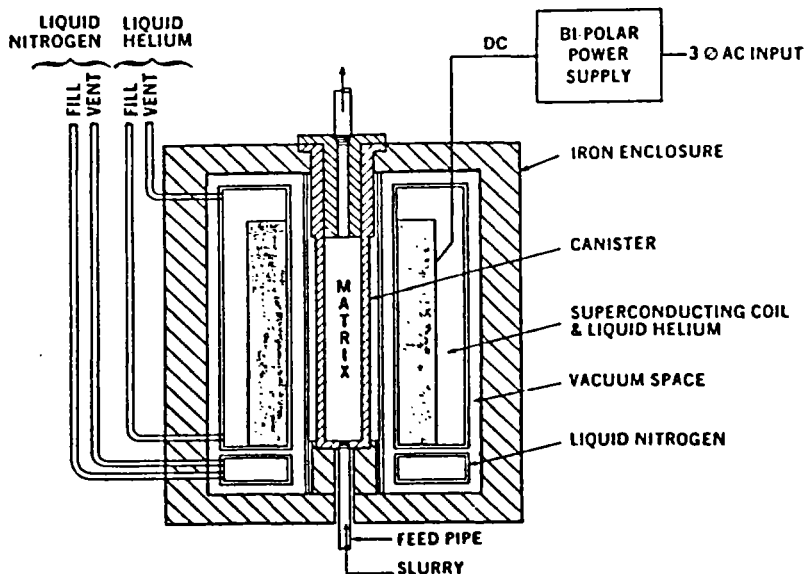 LIQUID
NITROGEN
LIQUID
HELIUM
FILL
VENT
FILL
VENT
DC
BI-POLAR
POWER
SUPPLY
3 Ø AC INPUT
IRON ENCLOSURE
CANISTER
MATRIX
SUPERCONDUCTING COIL
& LIQUID HELIUM
VACUUM SPACE
LIQUID NITROGEN
FEED PIPE
SLURRY